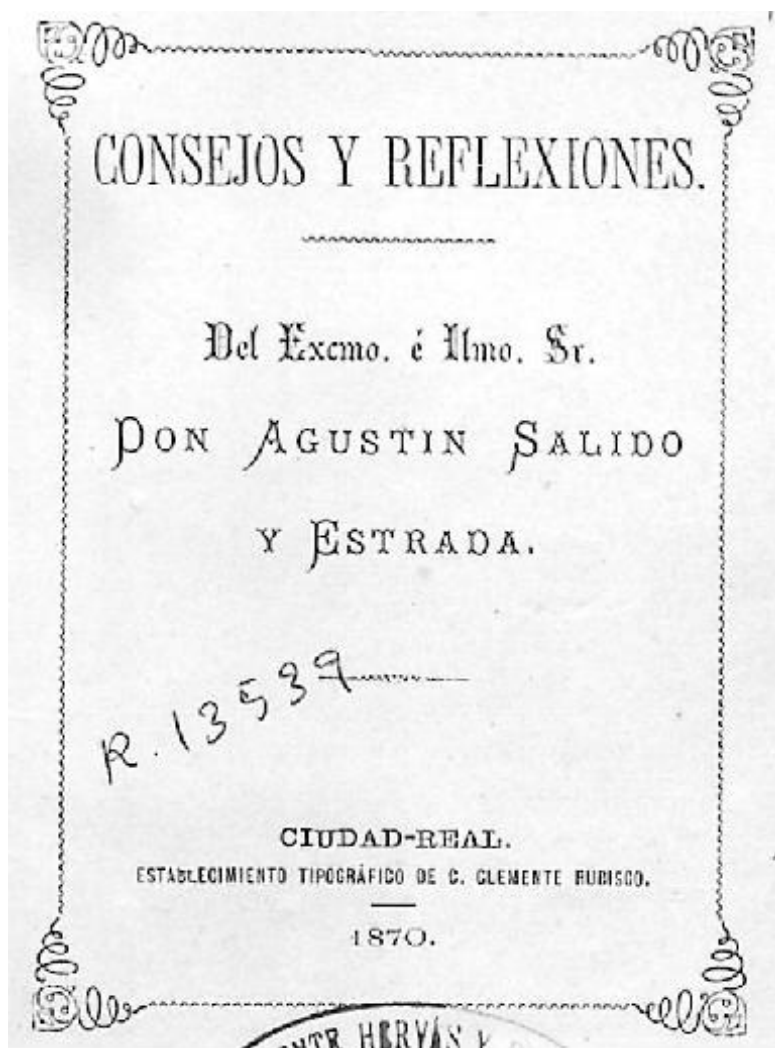 CONSEJOS Y REFLEXIONES.
Del Excmo. é Ilmo. Sr.
DON AGUSTIN SALIDO
Y ESTRADA.
R. 13539
CIUDAD-REAL.
ESTABLECIMIENTO TIPOGRÁFICO DE C. CLEMENTE RUBISCO.
1870.
HERVÁS Y